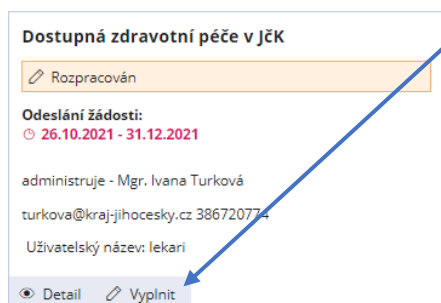 Dostupná zdravotní péče v JčK
Rozpracován
Odeslání žádosti:
26.10.2021 - 31.12.2021
administruje - Mgr. Ivana Turková
turkova@kraj-jihocesky.cz 386720774
Uživatelský název: lekari
Detail Vyplnit